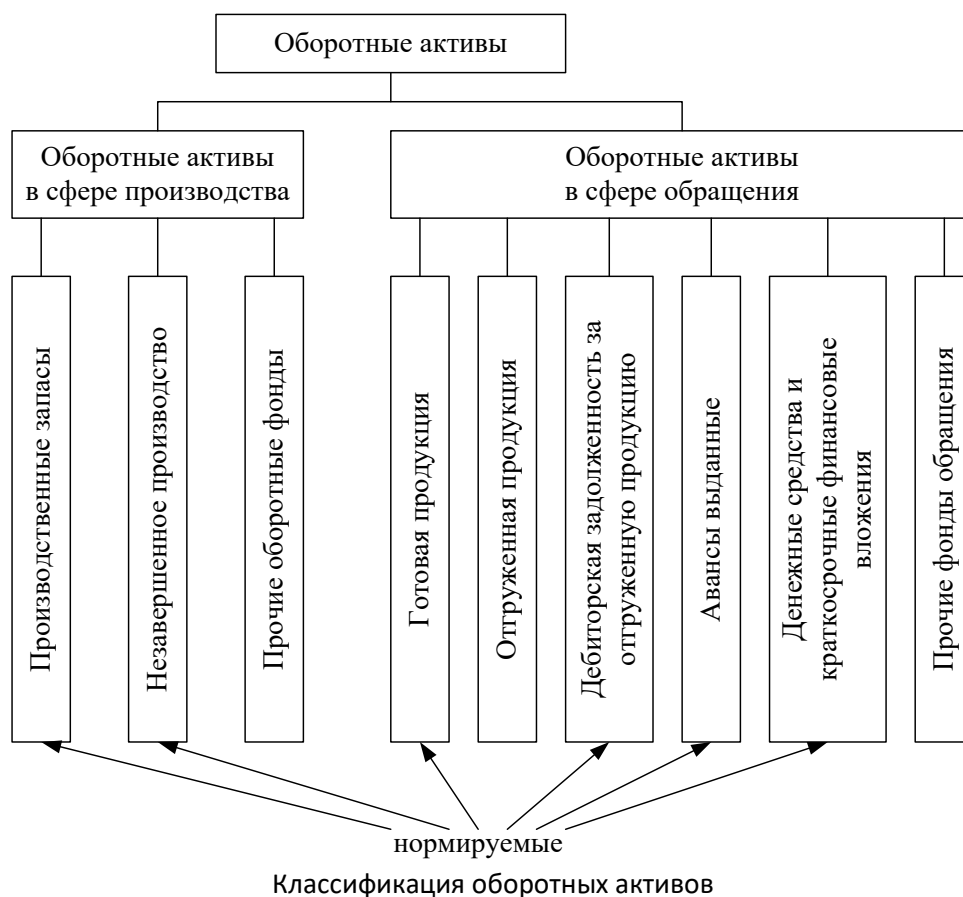 Оборотные активы
Оборотные активы
в сфере производства
Оборотные активы
в сфере обращения
Производственные запасы
Незавершенное производство
Прочие оборотные фонды
Готовая продукция
Отгруженная продукция
Дебиторская задолженность за
отгруженную продукцию
Авансы выданные
Денежные средства и
краткосрочные финансовые
вложения
Прочие фонды обращения
нормируемые
Классификация оборотных активов